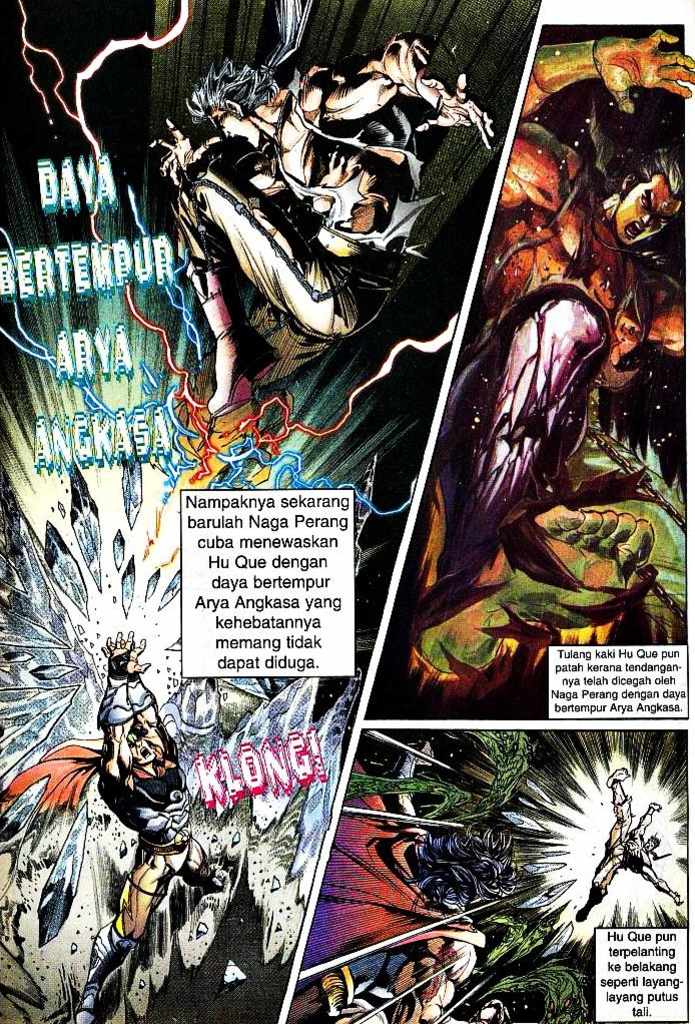 DAYA
BERTEMPUR
ARYA
ANGKASA
Nampaknya sekarang
barulah Naga Perang
cuba menewaskan
Hu Que dengan
daya bertempur
Arya Angkasa yang
kehebatannya
memang tidak
dapat diduga.
KLONG!
Tulang kaki Hu Que pun
patah kerana tendangan-
nya telah dicegah oleh
Naga Perang dengan daya
bertempur Arya Angkasa.
Hu Que pun
terpelanting
ke belakang
seperti layang-
layang putus
tali.